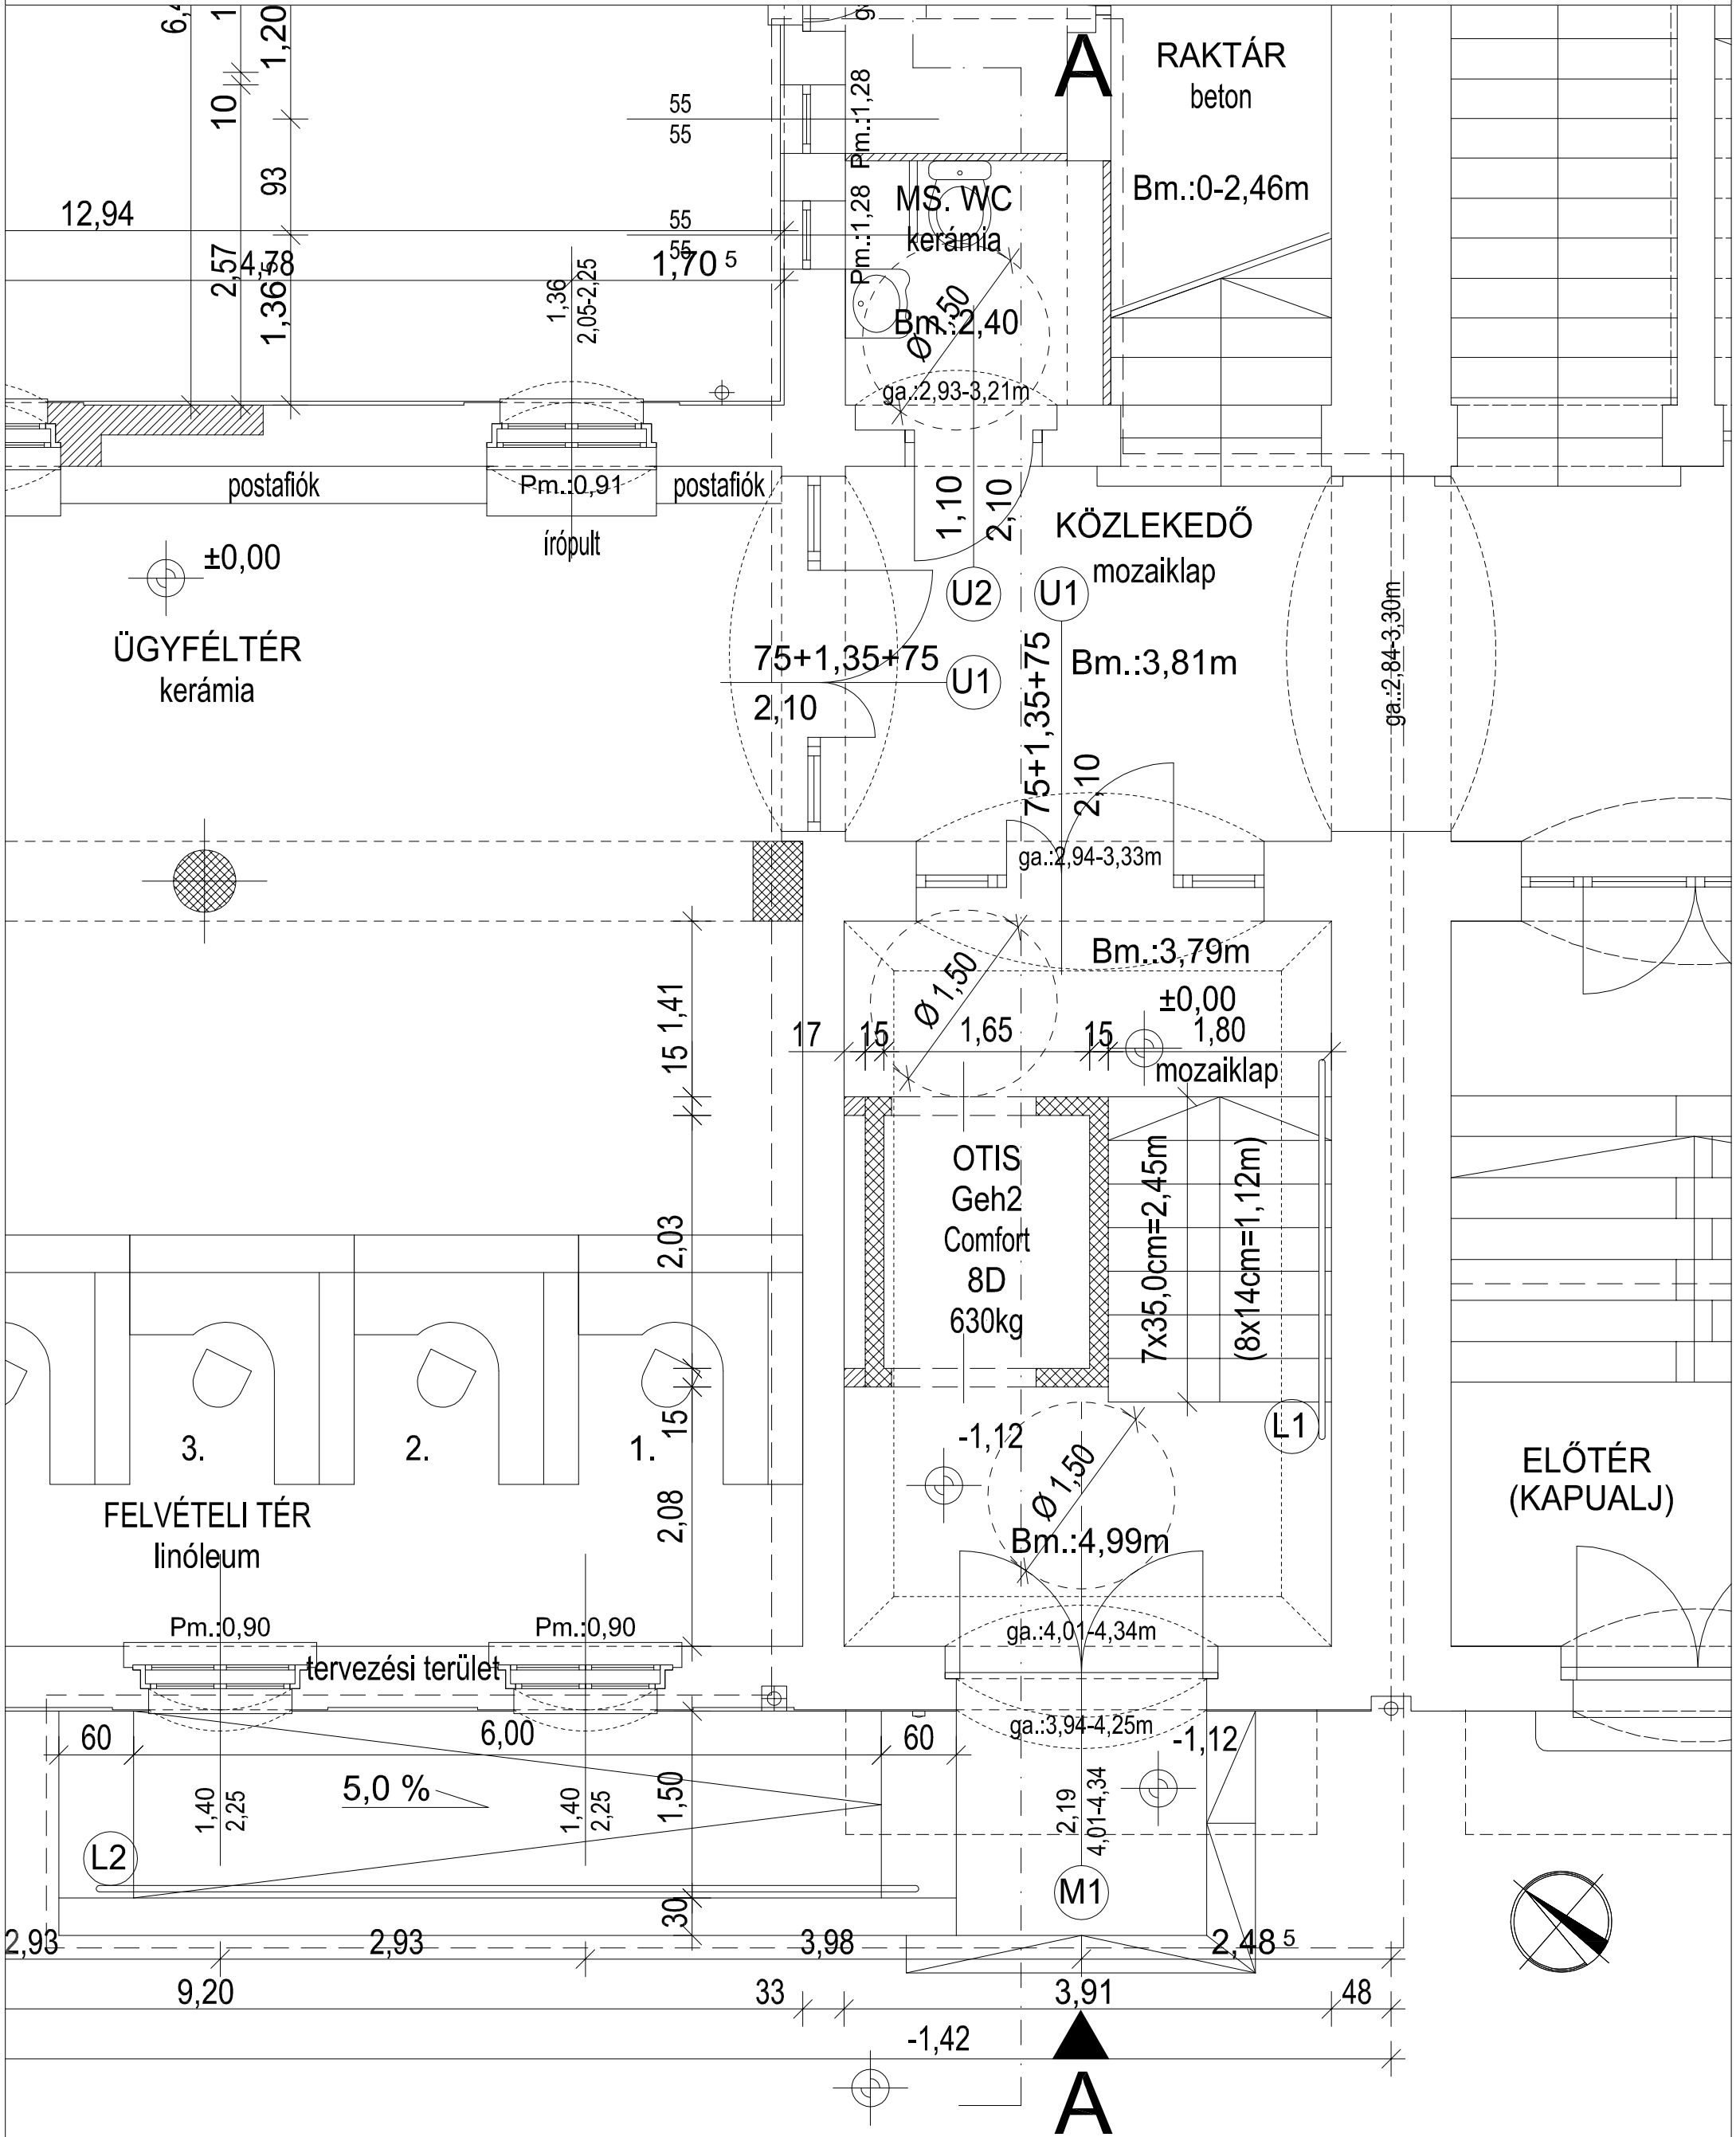 1
1,20
10
93
12,94
2,57
4,78
1,36 5
1,70 5
55
55
55
55
1,36
2,05-2,25
Pm.:1,28
Pm.:1,28
A
RAKTÁR
beton
Bm.:0-2,46m
MS. WC
kerámia
Ø 1,50
Bm.:2,40
ga.:2,93-3,21m
postafiók
Pm.:0,91
postafiók
írópult
±0,00
ÜGYFÉLTÉR
kerámia
1,10
2,10
KÖZLEKEDŐ
mozaiklap
U2
U1
U1
75+1,35+75
2,10
75+1,35+75
2,10
Bm.:3,81m
ga.:2,84-3,30m
ga.:2,94-3,33m
Bm.:3,79m
±0,00
Ø 1,50
17
15
1,65
15
1,80
mozaiklap
1,41
15
2,03
15
2,08
OTIS
Geh2
Comfort
8D
630kg
7x35,0cm=2,45m
(8x14cm=1,12m)
L1
3.
2.
1.
FELVÉTELI TÉR
linóleum
-1,12
Ø 1,50
Bm.:4,99m
ELŐTÉR
(KAPUALJ)
Pm.:0,90
Pm.:0,90
tervezési terület
ga.:4,01-4,34m
ga.:3,94-4,25m
-1,12
60
6,00
60
5,0 %
1,40
2,25
1,40
2,25
1,50
2,19
4,01-4,34
L2
M1
30
2,93
2,93
3,98
2,48 5
9,20
33
3,91
48
-1,42
A